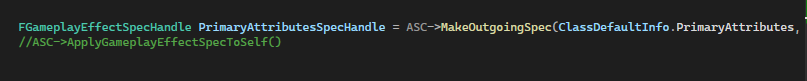 FGameplayEffectSpecHandle PrimaryAttributesSpecHandle = ASC->MakeOutgoingSpec(ClassDefaultInfo.PrimaryAttributes,
//ASC->ApplyGameplayEffectSpecToSelf()